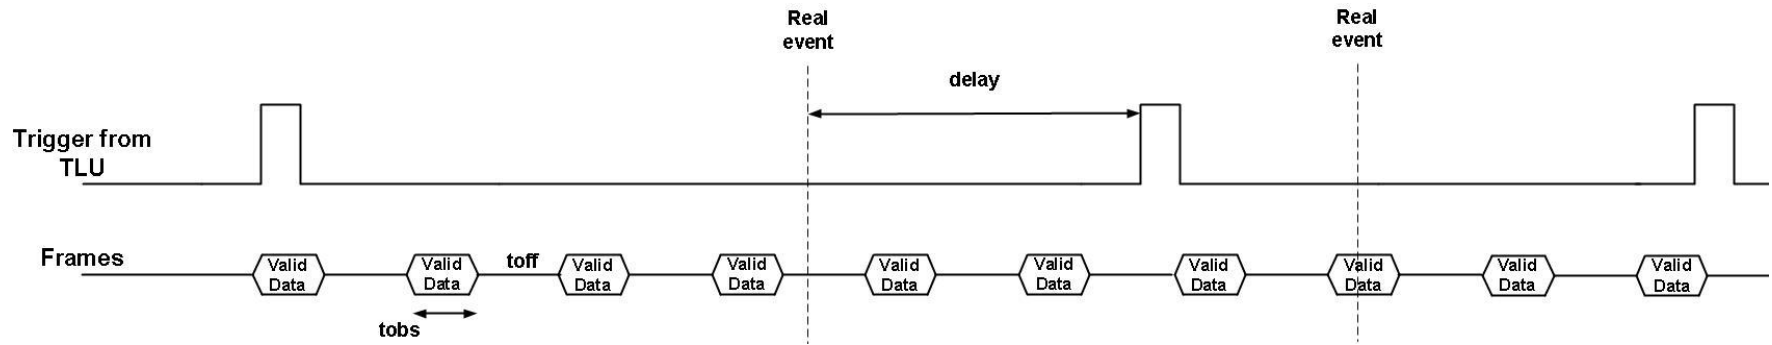 Real
event
Real
event
delay
Trigger from
TLU
Frames
Valid
Data
Valid
Data
toff
Valid
Data
Valid
Data
Valid
Data
Valid
Data
Valid
Data
Valid
Data
Valid
Data
Valid
Data
tobs